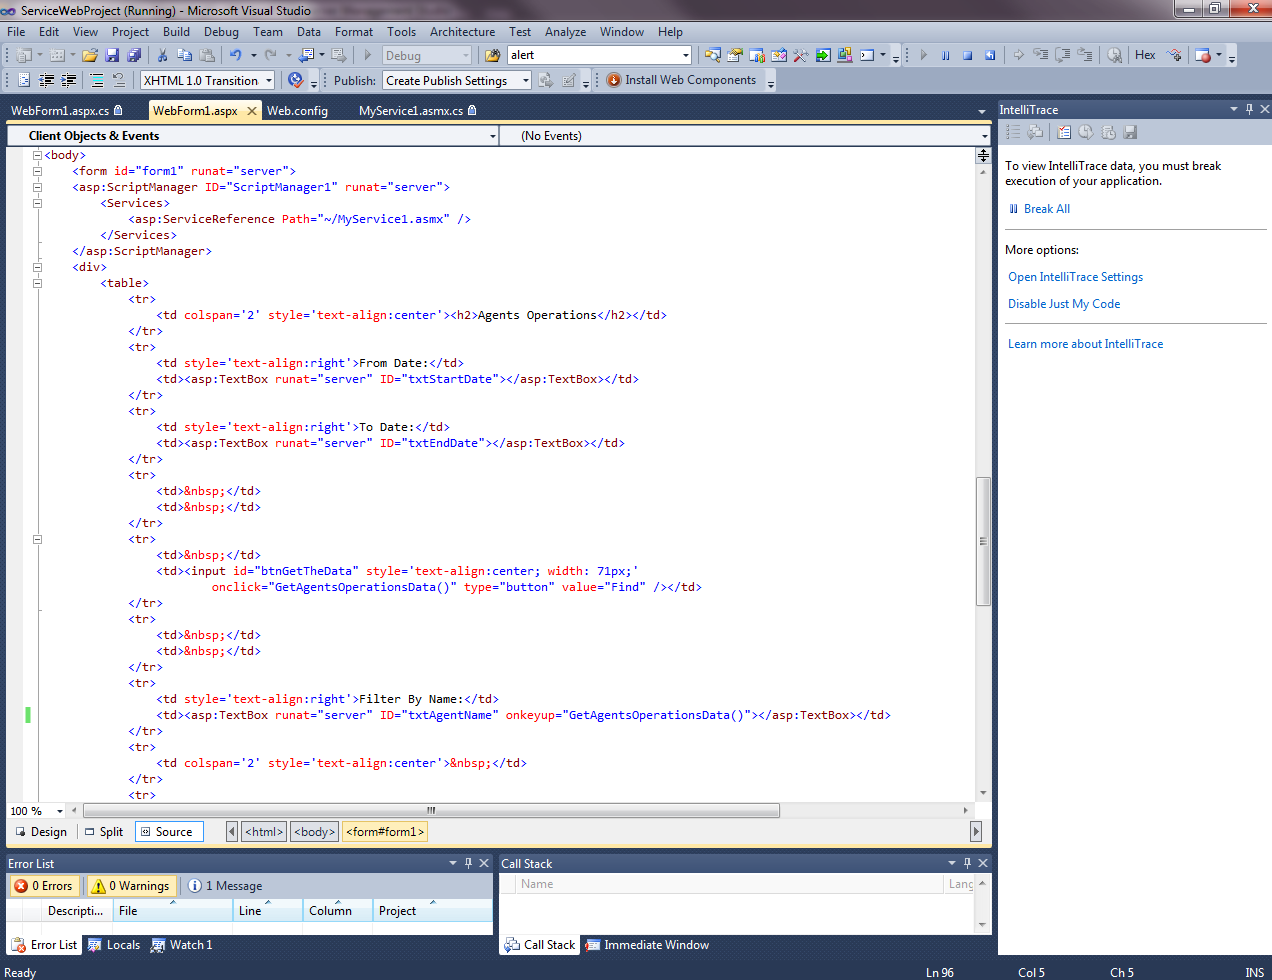 ServiceWebProject (Running) - Microsoft Visual Studio
File Edit View Project Build Debug Team Data Format Tools Architecture Test Analyze Window Help
Debug alert Hex
XHTML 1.0 Transition Publish: Create Publish Settings Install Web Components
WebForm1.aspx.cs WebForm1.aspx Web.config MyService1.asmx.cs
Client Objects & Events (No Events)
<body>
<form id="form1" runat="server">
<asp:ScriptManager ID="ScriptManager1" runat="server">
<Services>
<asp:ServiceReference Path="~/MyService1.asmx" />
</Services>
</asp:ScriptManager>
<div>
<table>
<tr>
<td colspan='2' style='text-align:center'><h2>Agents Operations</h2></td>
</tr>
<tr>
<td style='text-align:right'>From Date:</td>
<td><asp:TextBox runat="server" ID="txtStartDate"></asp:TextBox></td>
</tr>
<tr>
<td style='text-align:right'>To Date:</td>
<td><asp:TextBox runat="server" ID="txtEndDate"></asp:TextBox></td>
</tr>
<tr>
<td>&nbsp;</td>
<td>&nbsp;</td>
</tr>
<tr>
<td>&nbsp;</td>
<td><input id="btnGetTheData" style='text-align:center; width: 71px;'
onclick="GetAgentsOperationsData()" type="button" value="Find" /></td>
</tr>
<tr>
<td>&nbsp;</td>
<td>&nbsp;</td>
</tr>
<tr>
<td style='text-align:right'>Filter By Name:</td>
<td><asp:TextBox runat="server" ID="txtAgentName" onkeyup="GetAgentsOperationsData()"></asp:TextBox></td>
</tr>
<tr>
<td colspan='2' style='text-align:center'>&nbsp;</td>
</tr>
<tr>
100 %
Design Split Source <html> <body> <form#form1>
IntelliTrace
To view IntelliTrace data, you must break
execution of your application.
Break All
More options:
Open IntelliTrace Settings
Disable Just My Code
Learn more about IntelliTrace
Error List
0 Errors 0 Warnings 1 Message
Descripti... File Line Column Project
Error List Locals Watch 1
Call Stack
Name Lang
Call Stack Immediate Window
Ready Ln 96 Col 5 Ch 5 INS